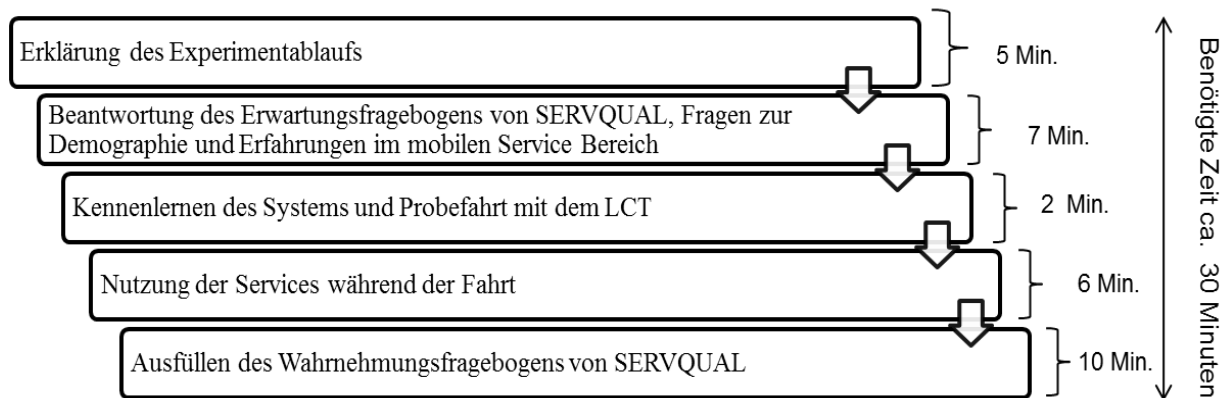 Erklärung des Experimentablaufs
5 Min.
Beantwortung des Erwartungsfragebogens von SERVQUAL, Fragen zur
Demographie und Erfahrungen im mobilen Service Bereich
7 Min.
Kennenlernen des Systems und Probefahrt mit dem LCT
2 Min.
Nutzung der Services während der Fahrt
6 Min.
Ausfüllen des Wahrnehmungsfragebogens von SERVQUAL
10 Min.
Benötigte Zeit ca. 30 Minuten